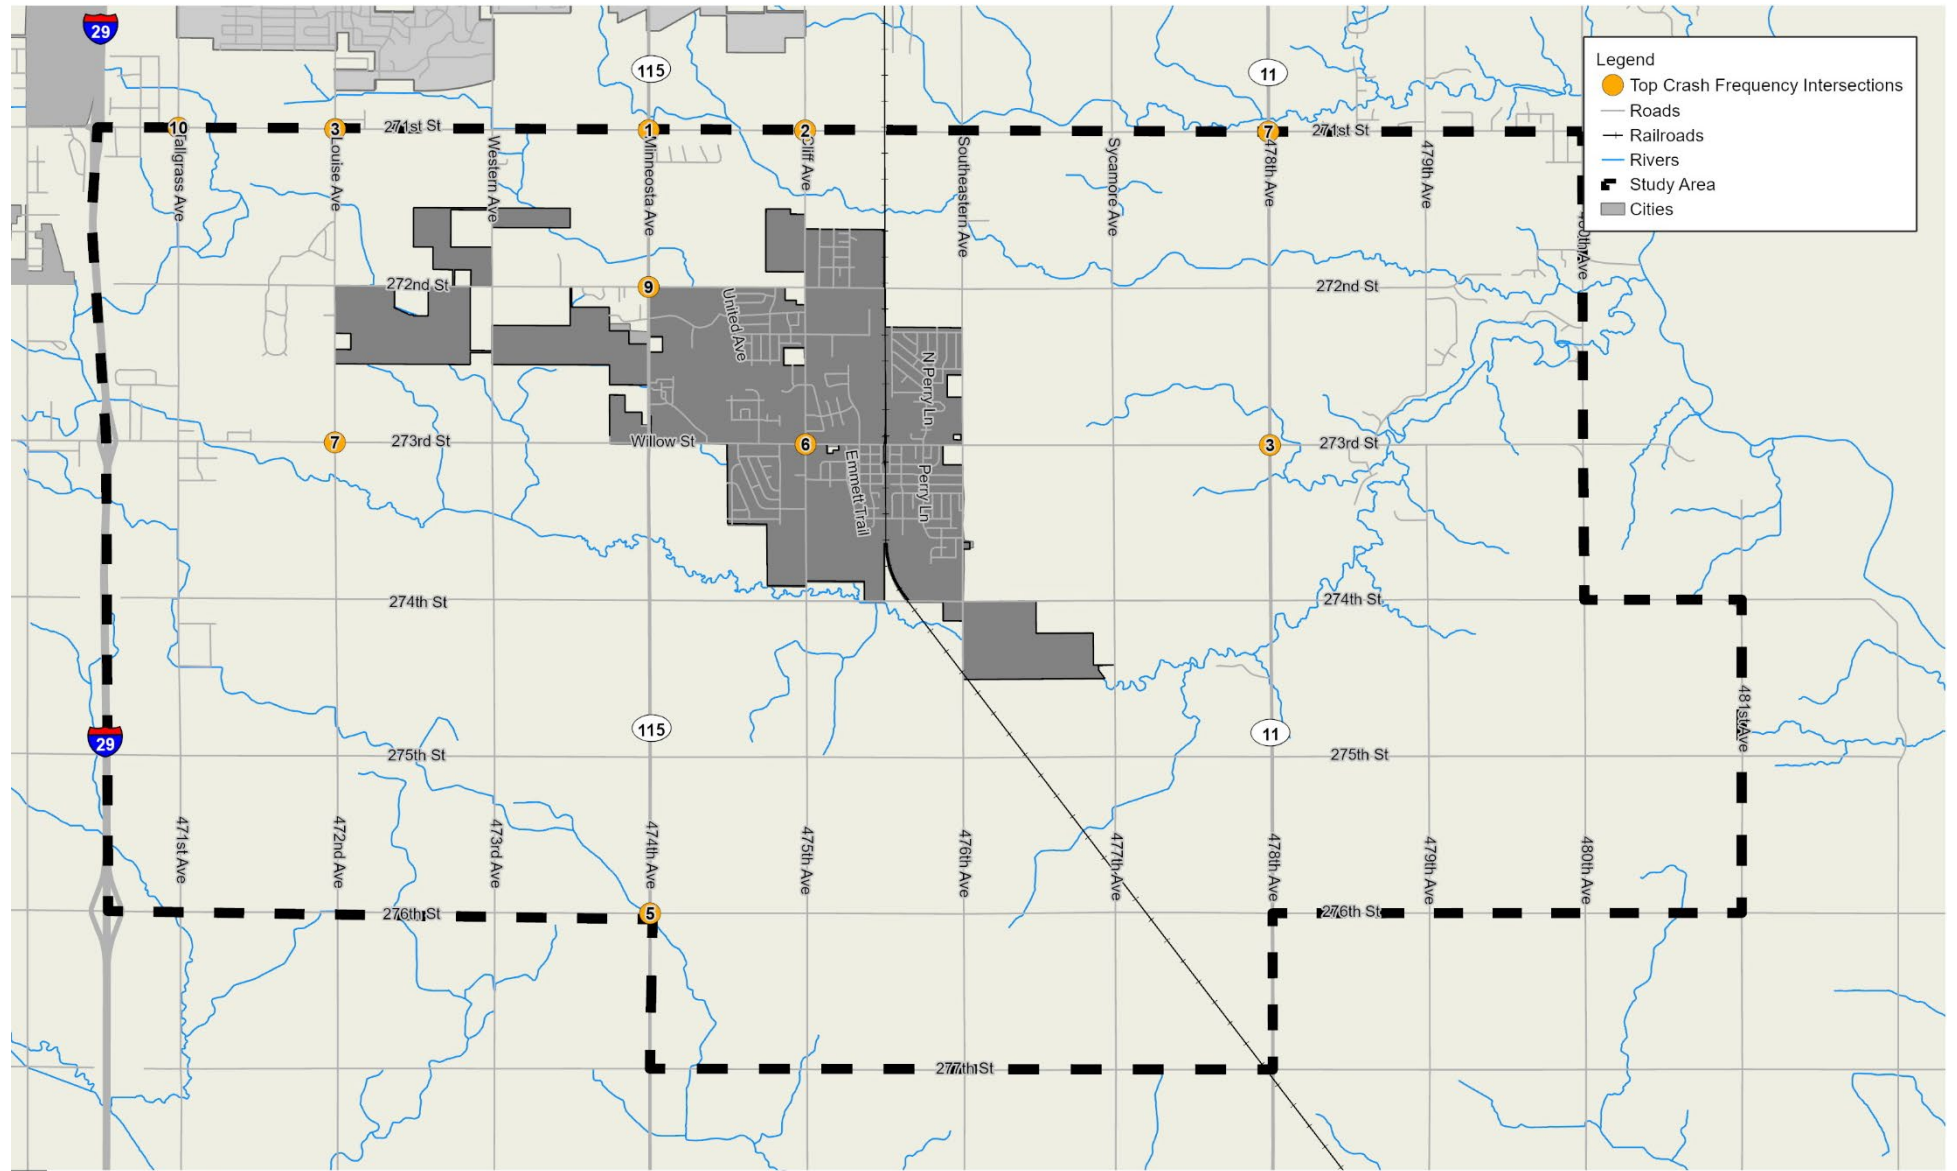 29
115
11
Legend
Top Crash Frequency Intersections
Roads
Railroads
Rivers
Study Area
Cities
10
3
271st St
1
2
7
271st St
Tallgrass Ave
Louise Ave
Western Ave
Minneosta Ave
Cliff Ave
Southeastern Ave
Sycamore Ave
478th Ave
479th Ave
480th Ave
272nd St
9
272nd St
United Ave
N Perry Ln
7
273rd St
Willow St
6
3
273rd St
Emmett Trail
Perry Ln
274th St
274th St
481st Ave
29
115
11
275th St
275th St
471st Ave
472nd Ave
473rd Ave
474th Ave
475th Ave
476th Ave
477th Ave
478th Ave
479th Ave
480th Ave
276th St
5
276th St
277th St